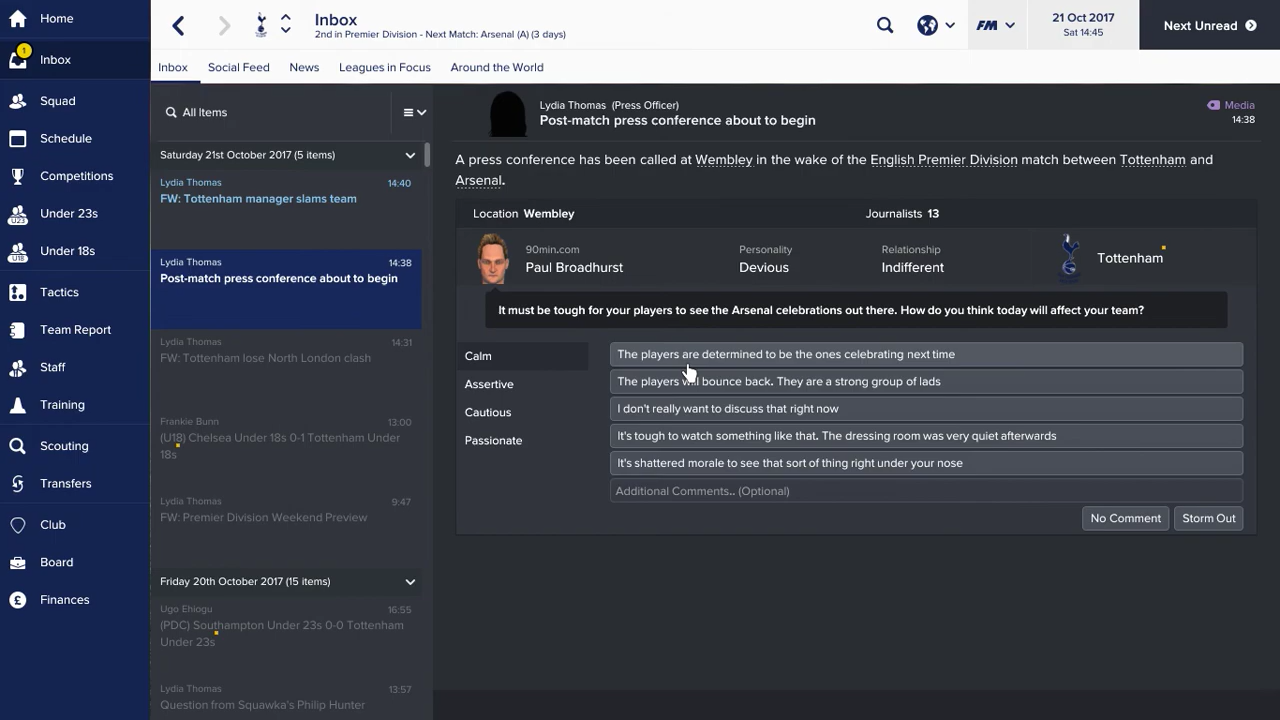 Home
1
Inbox
Squad
Schedule
Competitions
U23
Under 23s
U18
Under 18s
Tactics
Team Report
Staff
Training
Scouting
Transfers
Club
Board
Finances
Inbox
2nd in Premier Division - Next Match: Arsenal (A) (3 days)
FM
21 Oct 2017
Sat 14:45
Next Unread
Inbox
Social Feed
News
Leagues in Focus
Around the World
All Items
Saturday 21st October 2017 (5 items)
Lydia Thomas 14:40
FW: Tottenham manager slams team
Lydia Thomas 14:38
Post-match press conference about to begin
Lydia Thomas 14:31
FW: Tottenham lose North London clash
Frankie Bunn 13:00
(U18) Chelsea Under 18s 0-1 Tottenham Under
18s
Lydia Thomas 9:47
FW: Premier Division Weekend Preview
Friday 20th October 2017 (15 items)
Ugo Ehiogu 16:55
(PDC) Southampton Under 23s 0-0 Tottenham
Under 23s
Lydia Thomas 13:57
Question from Squawka's Philip Hunter
Lydia Thomas (Press Officer)
Post-match press conference about to begin
Media
14:38
A press conference has been called at Wembley in the wake of the English Premier Division match between Tottenham and
Arsenal.
Location Wembley
Journalists 13
90min.com
Paul Broadhurst
Personality
Devious
Relationship
Indifferent
Tottenham
It must be tough for your players to see the Arsenal celebrations out there. How do you think today will affect your team?
Calm
Assertive
Cautious
Passionate
The players are determined to be the ones celebrating next time
The players will bounce back. They are a strong group of lads
I don't really want to discuss that right now
It's tough to watch something like that. The dressing room was very quiet afterwards
It's shattered morale to see that sort of thing right under your nose
Additional Comments.. (Optional)
No Comment
Storm Out